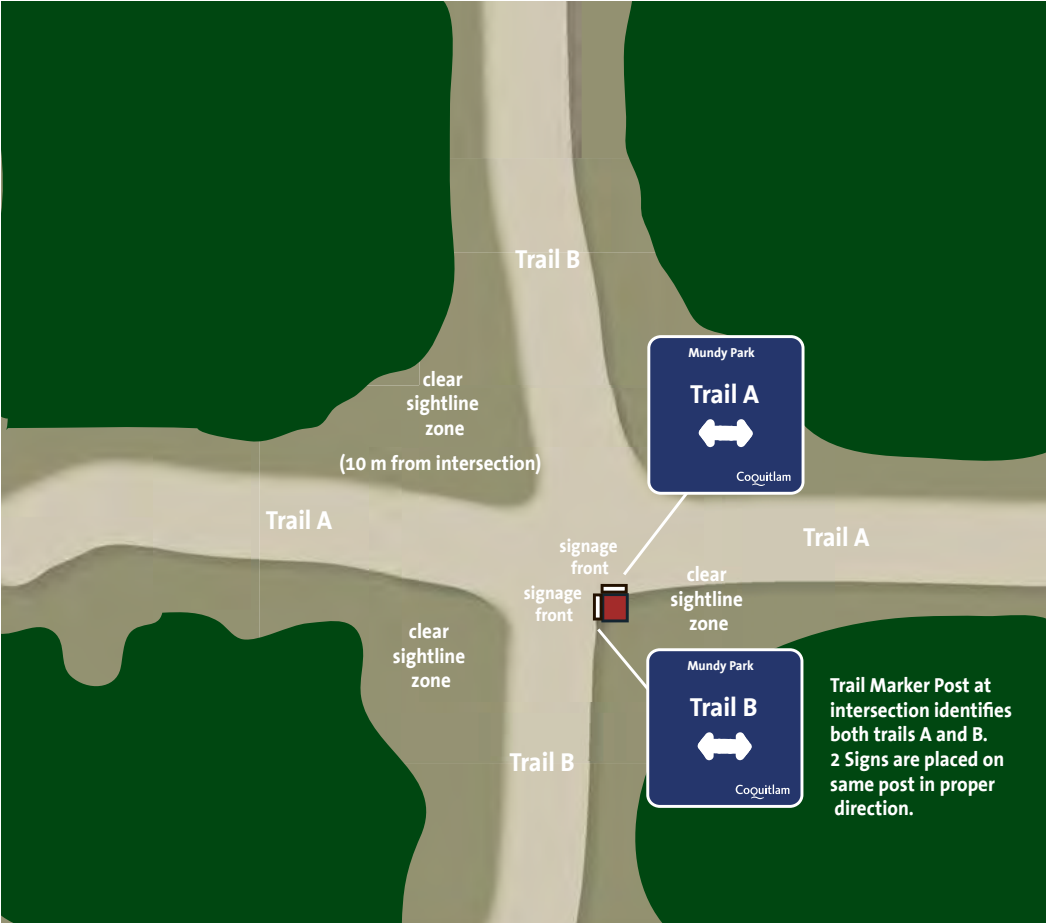 Trail B
Mundy Park
Trail A
Coquitlam
clear
sightline
zone
(10 m from intersection)
Trail A
Trail A
signage
front
signage
front
clear
sightline
zone
clear
sightline
zone
Mundy Park
Trail B
Coquitlam
Trail B
Trail Marker Post at
intersection identifies
both trails A and B.
2 Signs are placed on
same post in proper
direction.